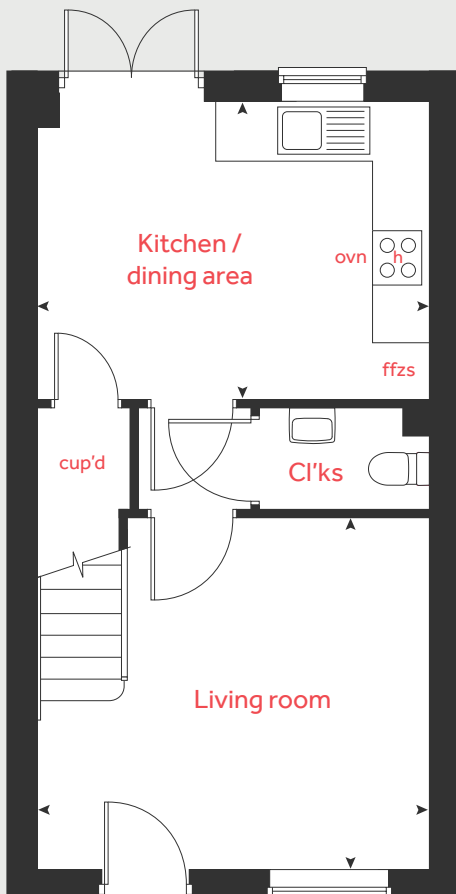 Kitchen /
dining area
ovn
h
ffzs
cup'd
Cl'ks
Living room